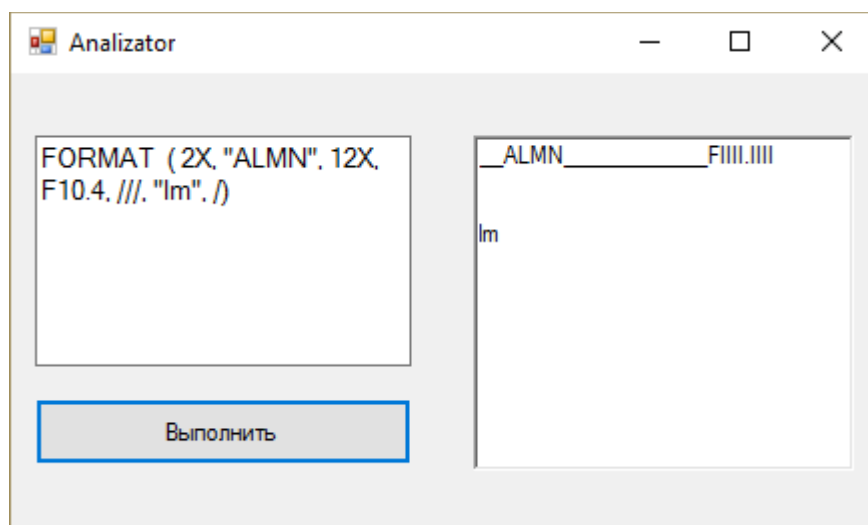 Analizator
FORMAT ( 2X, "ALMN", 12X,
F10.4, ///, "lm", /)
__ALMN____________FIIII.IIII
lm
Выполнить